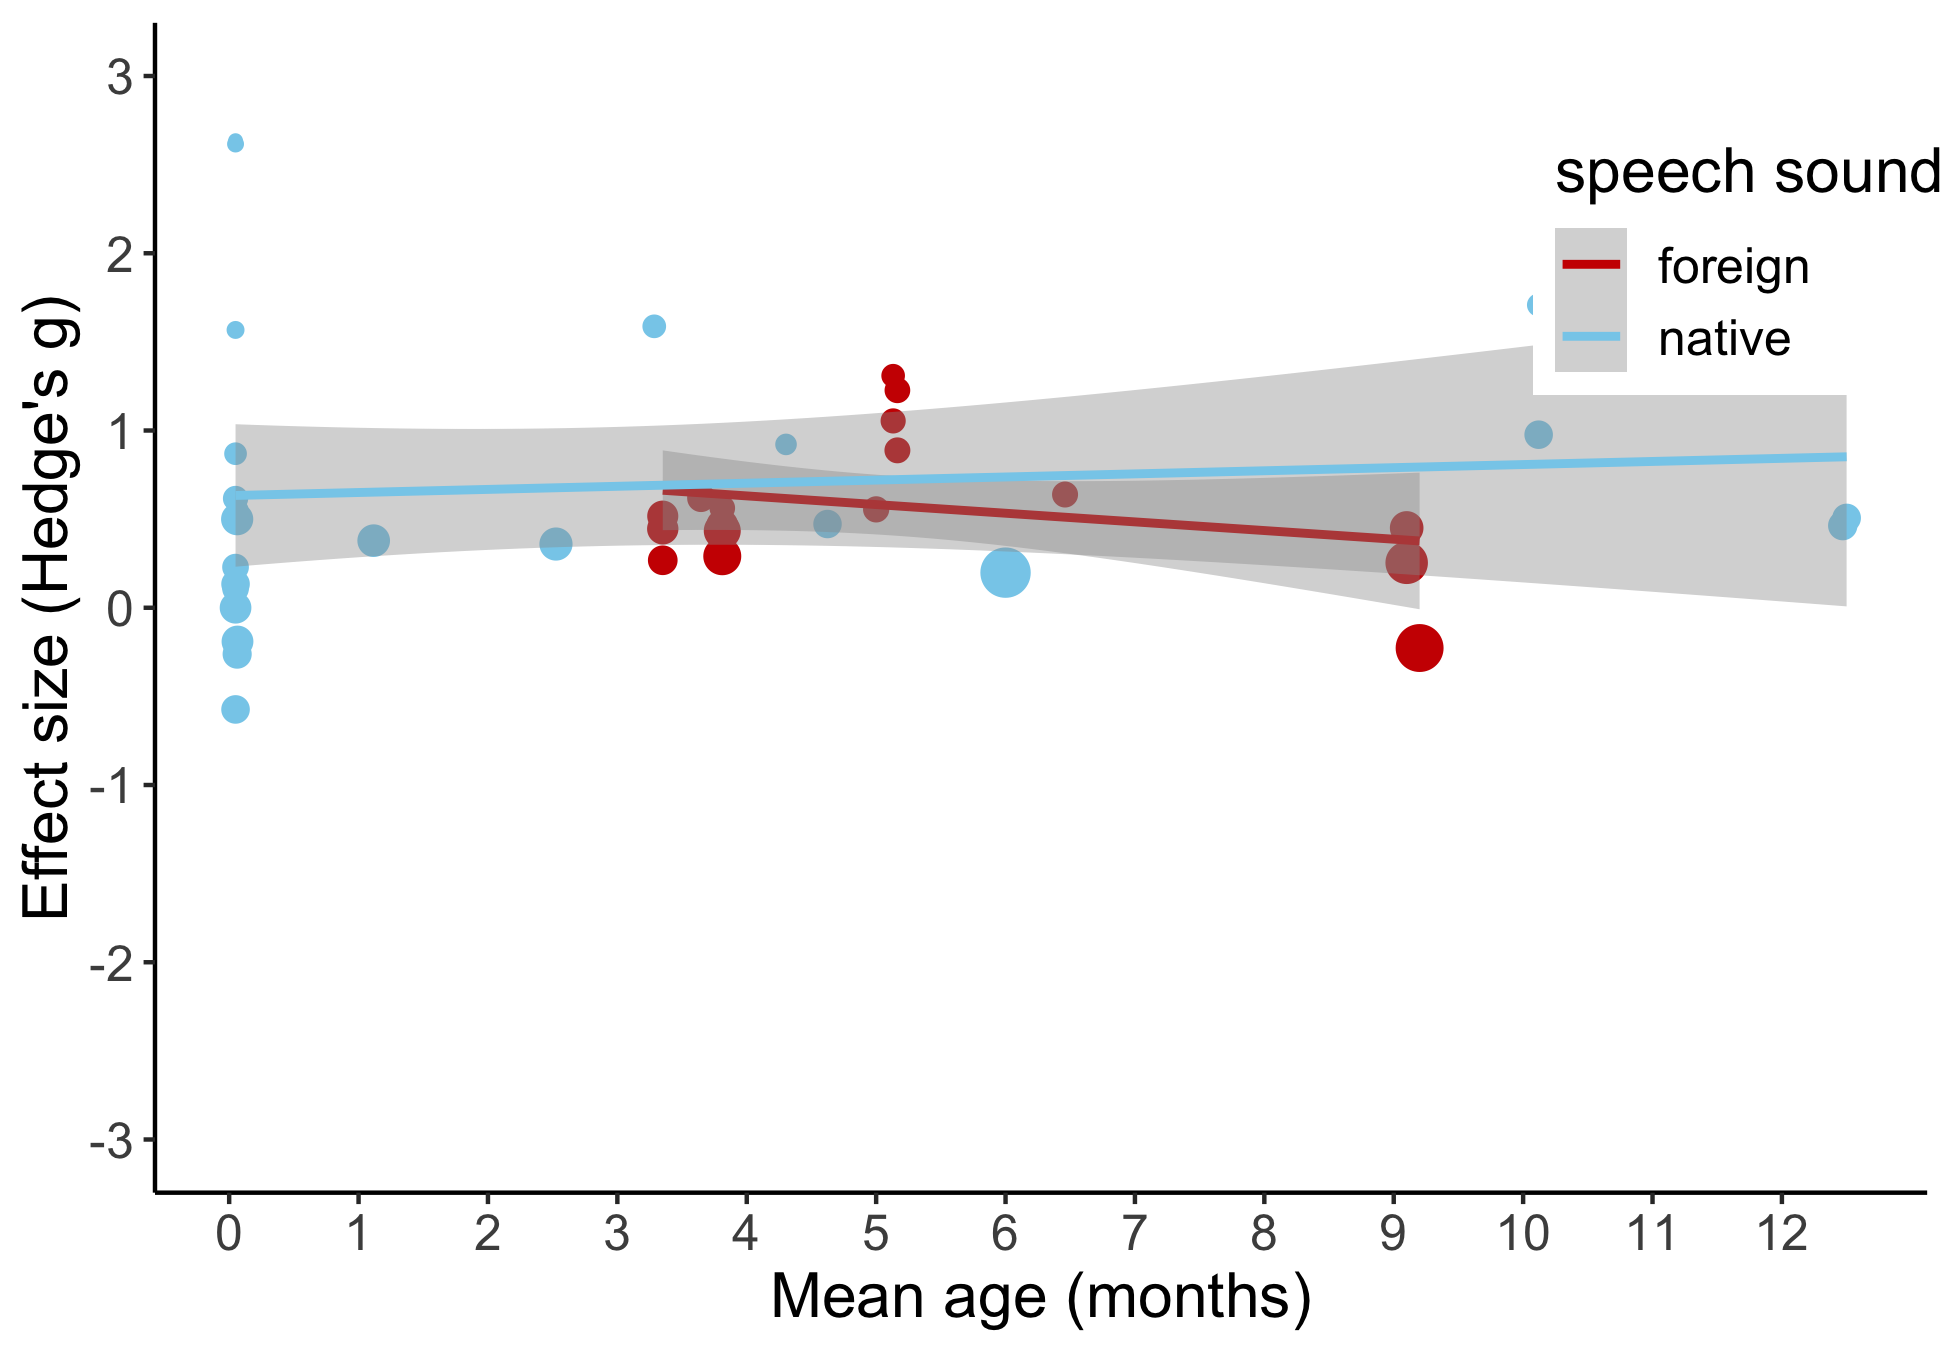 3
2
1
0
-1
-2
-3
Effect size (Hedge's g)
speech sound
foreign
native
0 1 2 3 4 5 6 7 8 9 10 11 12
Mean age (months)